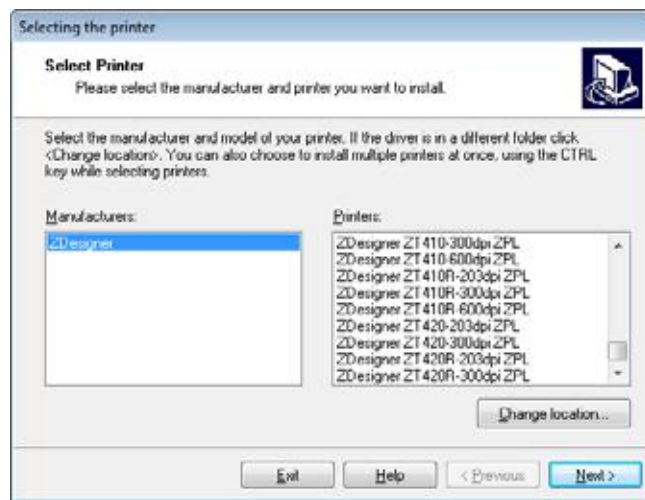 Selecting the printer
Select Printer
Please select the manufacturer and printer you want to install.
Select the manufacturer and model of your printer. If the driver is in a different folder click
<Change location>. You can also choose to install multiple printers at once, using the CTRL
key while selecting printers.
Manufacturers:
ZDesigner
Printers:
ZDesigner ZT410-300dpi ZPL
ZDesigner ZT410-600dpi ZPL
ZDesigner ZT410R-203dpi ZPL
ZDesigner ZT410R-300dpi ZPL
ZDesigner ZT410R-600dpi ZPL
ZDesigner ZT420-203dpi ZPL
ZDesigner ZT420-300dpi ZPL
ZDesigner ZT420R-203dpi ZPL
ZDesigner ZT420R-300dpi ZPL
Change location...
Exit
Help
< Previous
Next >